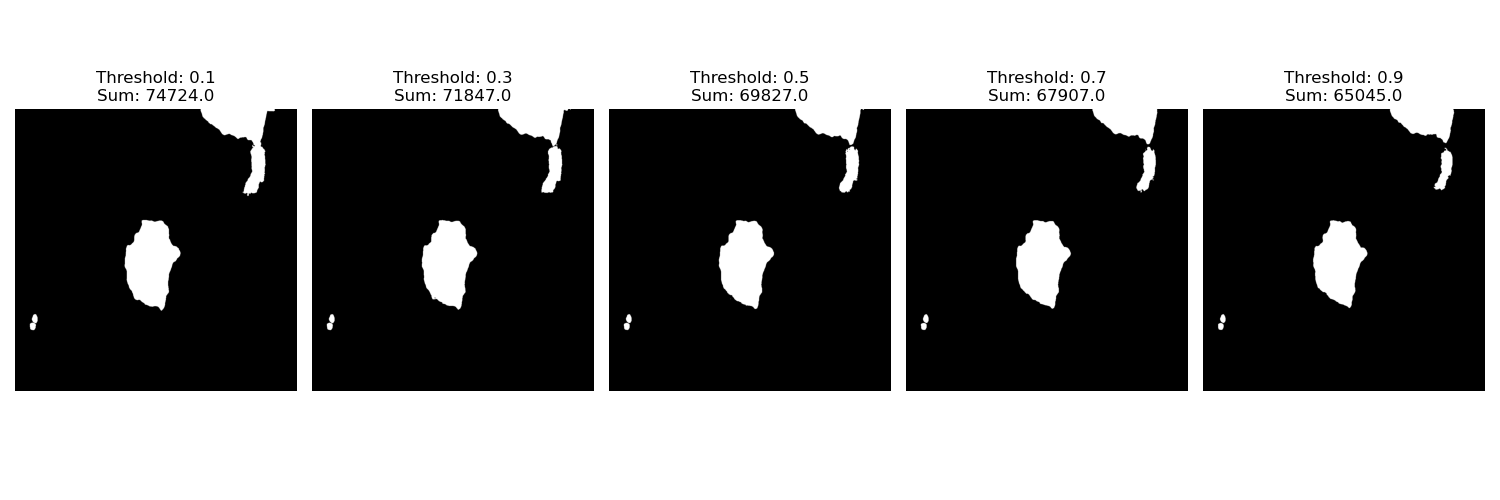 Threshold: 0.1
Sum: 74724.0
Threshold: 0.3
Sum: 71847.0
Threshold: 0.5
Sum: 69827.0
Threshold: 0.7
Sum: 67907.0
Threshold: 0.9
Sum: 65045.0